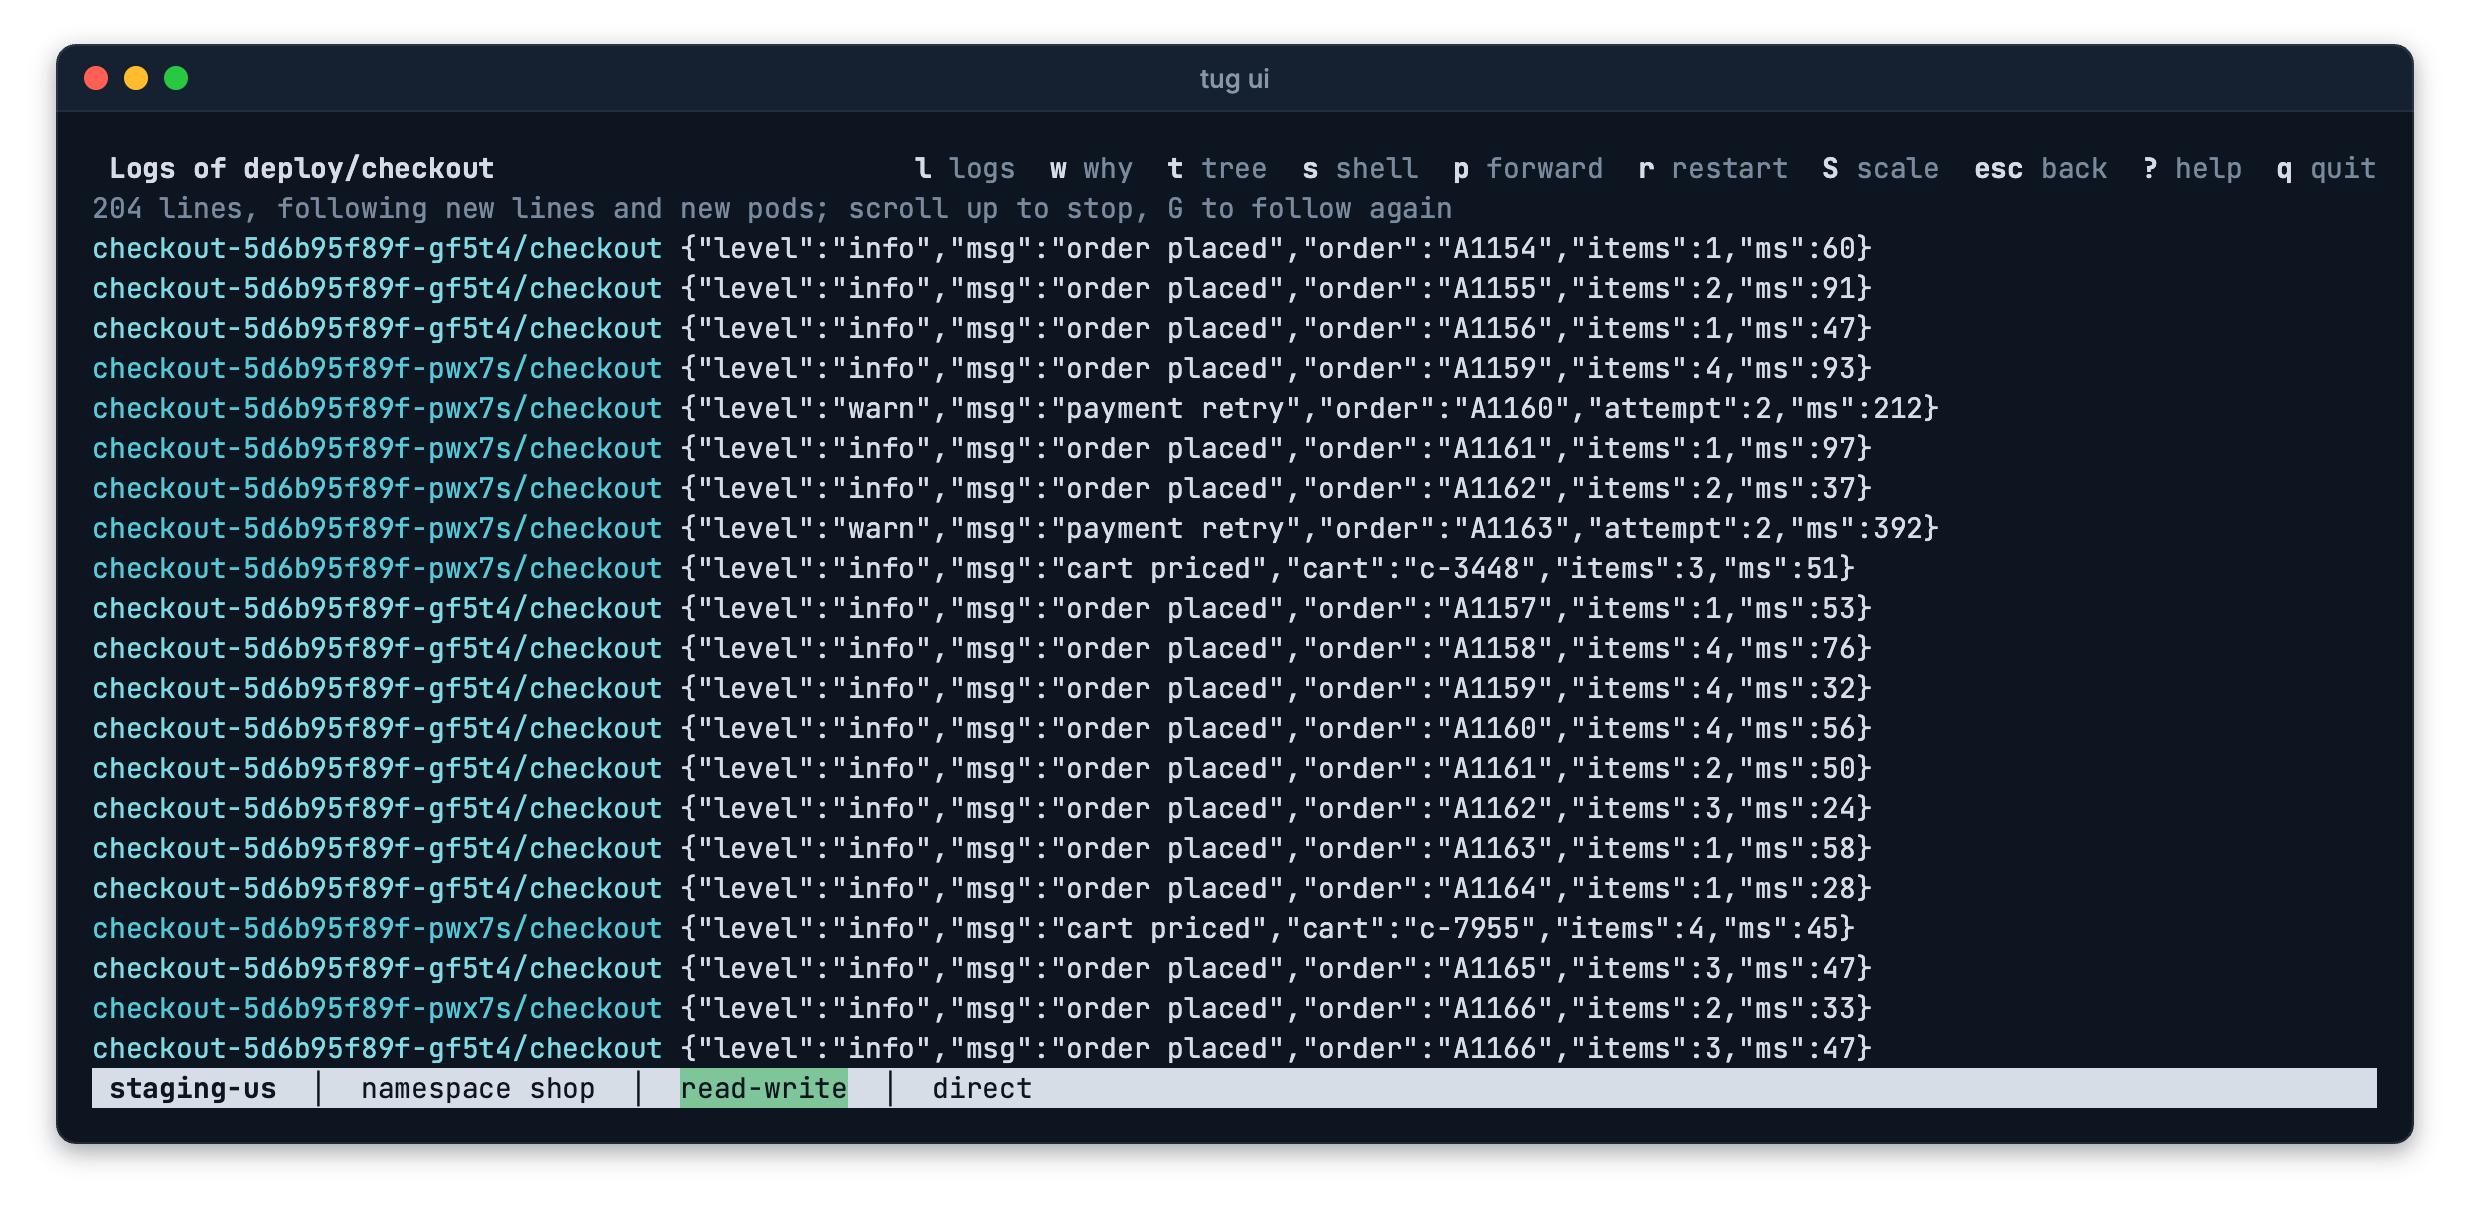 tug ui
Logs of deploy/checkout l logs w why t tree s shell p forward r restart S scale esc back ? help q quit
204 lines, following new lines and new pods; scroll up to stop, G to follow again
checkout-5d6b95f89f-gf5t4/checkout {"level":"info","msg":"order placed","order":"A1154","items":1,"ms":60}
checkout-5d6b95f89f-gf5t4/checkout {"level":"info","msg":"order placed","order":"A1155","items":2,"ms":91}
checkout-5d6b95f89f-gf5t4/checkout {"level":"info","msg":"order placed","order":"A1156","items":1,"ms":47}
checkout-5d6b95f89f-pwx7s/checkout {"level":"info","msg":"order placed","order":"A1159","items":4,"ms":93}
checkout-5d6b95f89f-pwx7s/checkout {"level":"warn","msg":"payment retry","order":"A1160","attempt":2,"ms":212}
checkout-5d6b95f89f-pwx7s/checkout {"level":"info","msg":"order placed","order":"A1161","items":1,"ms":97}
checkout-5d6b95f89f-pwx7s/checkout {"level":"info","msg":"order placed","order":"A1162","items":2,"ms":37}
checkout-5d6b95f89f-pwx7s/checkout {"level":"warn","msg":"payment retry","order":"A1163","attempt":2,"ms":392}
checkout-5d6b95f89f-pwx7s/checkout {"level":"info","msg":"cart priced","cart":"c-3448","items":3,"ms":51}
checkout-5d6b95f89f-gf5t4/checkout {"level":"info","msg":"order placed","order":"A1157","items":1,"ms":53}
checkout-5d6b95f89f-gf5t4/checkout {"level":"info","msg":"order placed","order":"A1158","items":4,"ms":76}
checkout-5d6b95f89f-gf5t4/checkout {"level":"info","msg":"order placed","order":"A1159","items":4,"ms":32}
checkout-5d6b95f89f-gf5t4/checkout {"level":"info","msg":"order placed","order":"A1160","items":4,"ms":56}
checkout-5d6b95f89f-gf5t4/checkout {"level":"info","msg":"order placed","order":"A1161","items":2,"ms":50}
checkout-5d6b95f89f-gf5t4/checkout {"level":"info","msg":"order placed","order":"A1162","items":3,"ms":24}
checkout-5d6b95f89f-gf5t4/checkout {"level":"info","msg":"order placed","order":"A1163","items":1,"ms":58}
checkout-5d6b95f89f-gf5t4/checkout {"level":"info","msg":"order placed","order":"A1164","items":1,"ms":28}
checkout-5d6b95f89f-pwx7s/checkout {"level":"info","msg":"cart priced","cart":"c-7955","items":4,"ms":45}
checkout-5d6b95f89f-gf5t4/checkout {"level":"info","msg":"order placed","order":"A1165","items":3,"ms":47}
checkout-5d6b95f89f-pwx7s/checkout {"level":"info","msg":"order placed","order":"A1166","items":2,"ms":33}
checkout-5d6b95f89f-gf5t4/checkout {"level":"info","msg":"order placed","order":"A1166","items":3,"ms":47}
staging-us │ namespace shop │ read-write │ direct